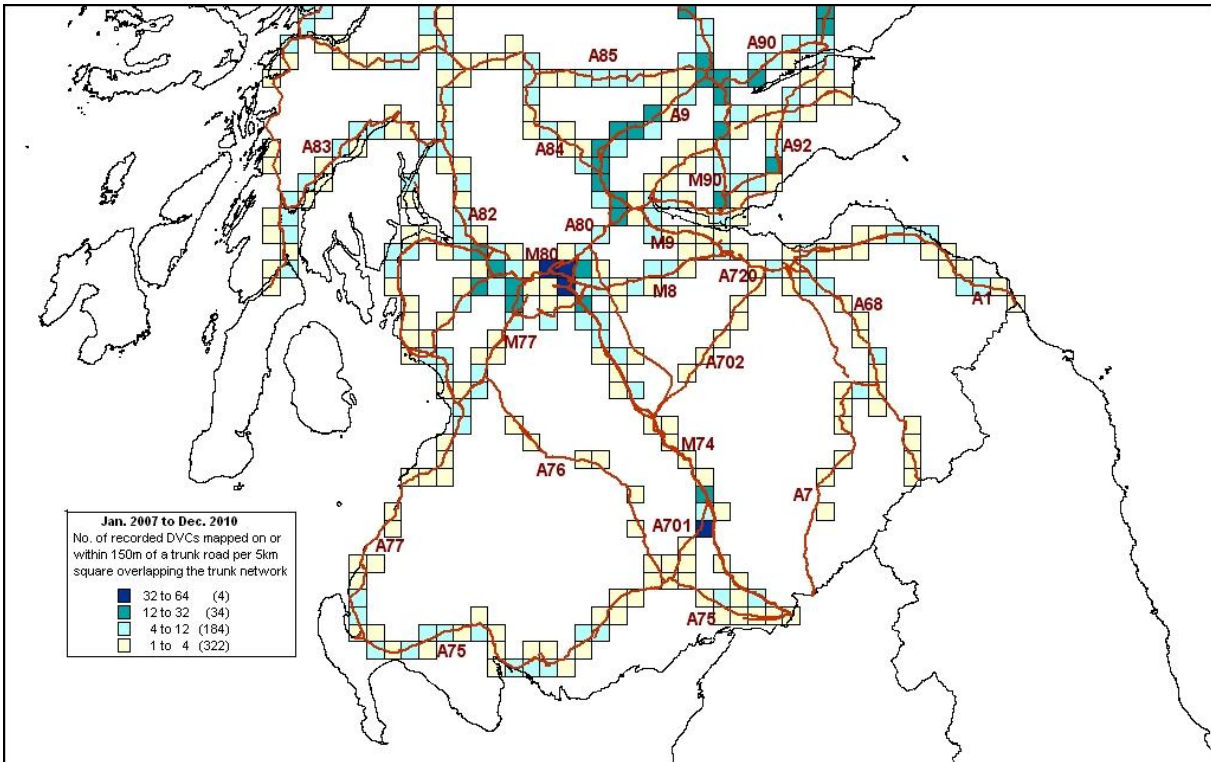 A90
A85
A9
A83
A84
A92
M90
A82
A80
M80
M9
A720
M8
A68
A1
M77
A702
M74
A76
A7
A701
A77
A75
A75
Jan. 2007 to Dec. 2010
No. of recorded DVCs mapped on or
within 150m of a trunk road per 5km
square overlapping the trunk network
32 to 64 (4)
12 to 32 (34)
4 to 12 (184)
1 to 4 (322)